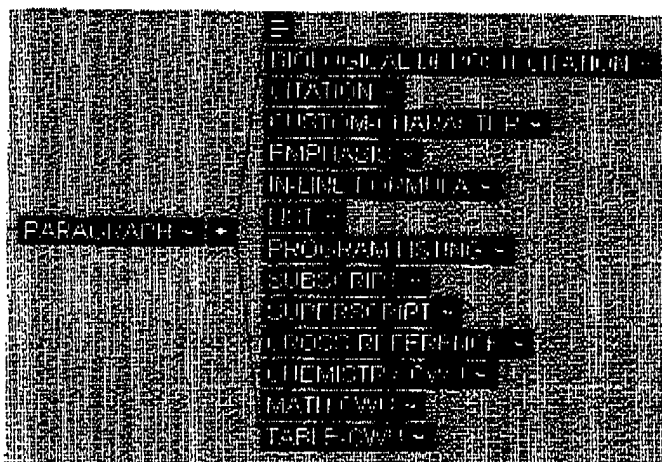 BIOLOGICAL DEPOSIT CITATION
CITATION
CUSTOM-CHARACTER
EMPHASIS
IN-LINE-FORMULA
LIST
PARAGRAPH
PROGRAM LISTING
SUBSCRIPT
SUPERSCRIPT
CROSS REFERENCE
CHEMISTRY-CWU
MATH-CWU
TABLE-CWU